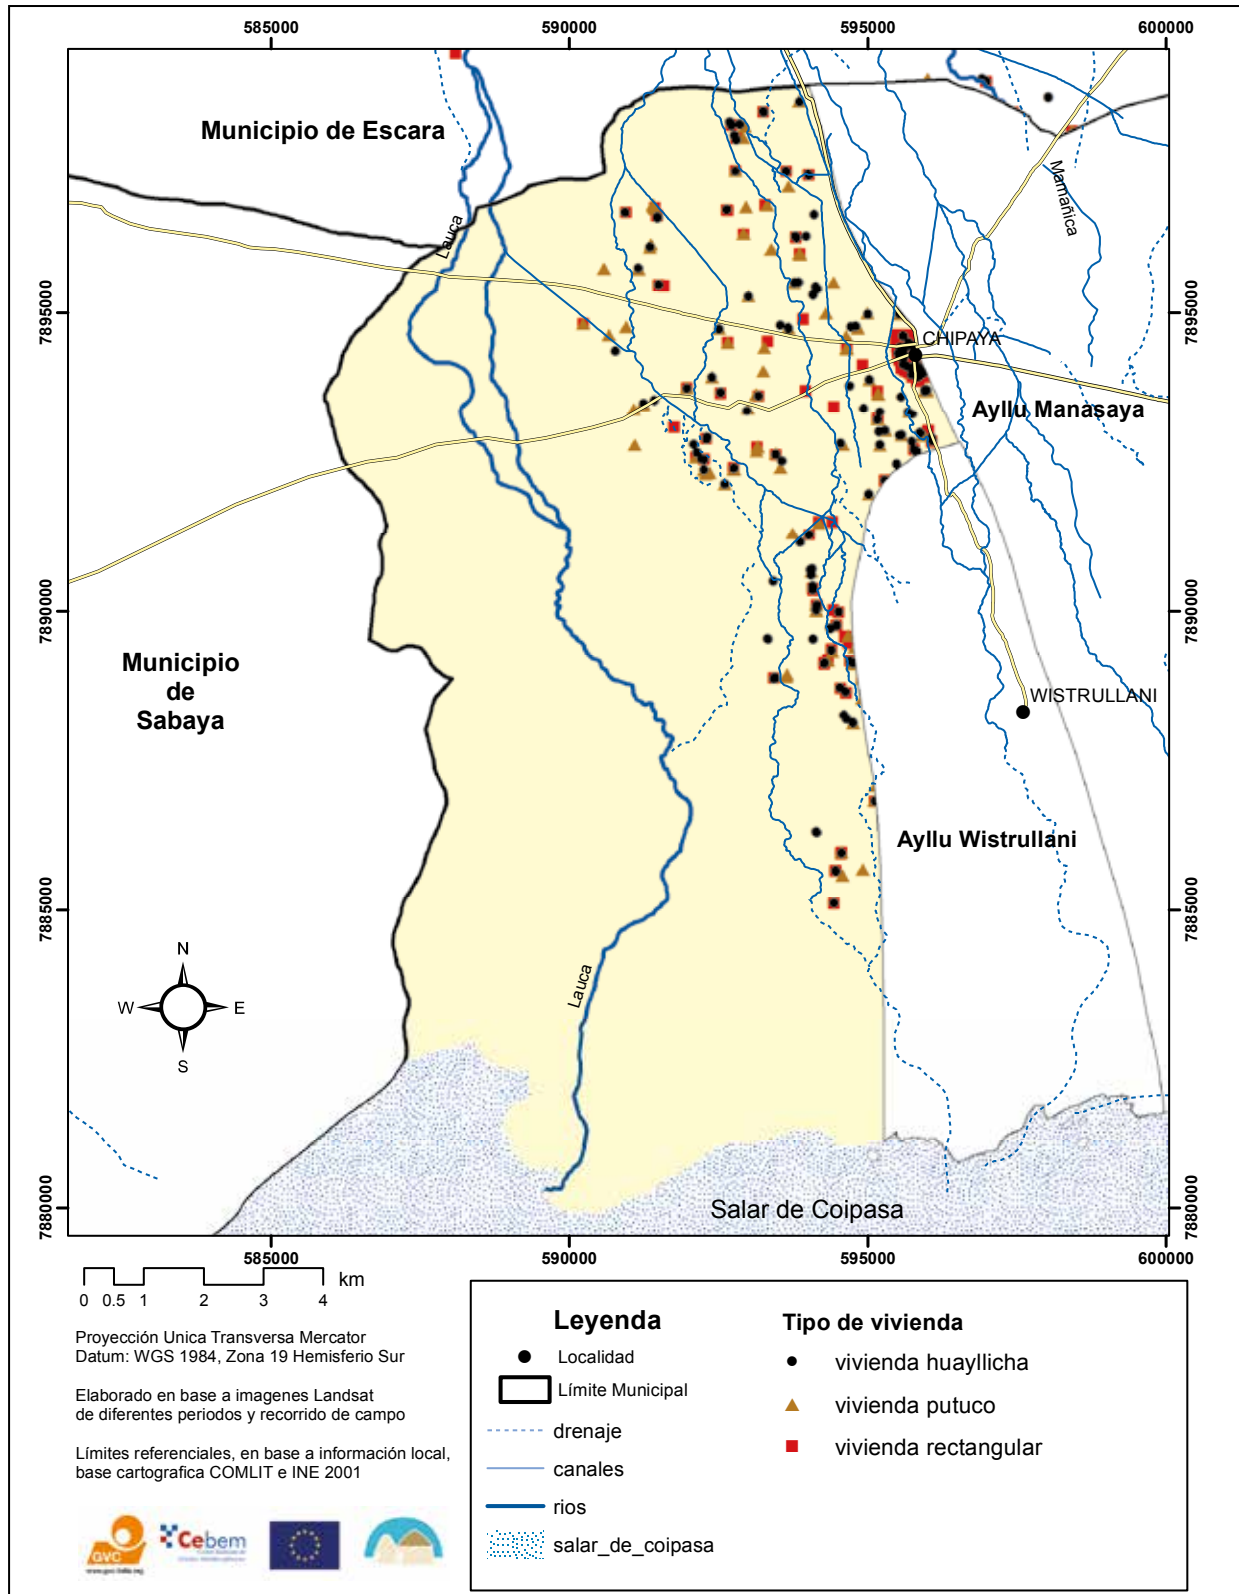 585000
590000
595000
600000
Municipio de Escara
Mamañica
Lauca
7895000
7895000
CHIPAYA
Ayllu Manasaya
7890000
7890000
Municipio
de
Sabaya
WISTRULLANI
Ayllu Wistrullani
7885000
7885000
N
W
E
S
Lauca
Salar de Coipasa
7880000
7880000
585000
590000
595000
600000
km
0 0.5 1 2 3 4
Proyección Unica Transversa Mercator
Datum: WGS 1984, Zona 19 Hemisferio Sur
Elaborado en base a imagenes Landsat
de diferentes periodos y recorrido de campo
Límites referenciales, en base a información local,
base cartografica COMLIT e INE 2001
GVC
Cebem
Leyenda
Localidad
Límite Municipal
drenaje
canales
rios
salar_de_coipasa
Tipo de vivienda
vivienda huayllicha
vivienda putuco
vivienda rectangular